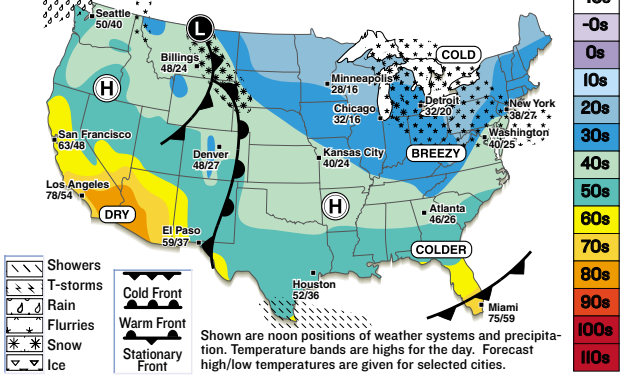 Seattle
50/40
L
Billings
48/24
H
COLD
Minneapolis
28/16
Chicago
32/16
Detroit
32/20
New York
38/27
Washington
40/25
San Francisco
63/48
Denver
48/27
Kansas City
40/24
BREEZY
Los Angeles
78/54
DRY
H
Atlanta
46/26
El Paso
59/37
COLDER
Houston
52/36
Miami
75/59
Showers
T-storms
Rain
Flurries
Snow
Ice
Cold Front
Warm Front
Stationary
Front
Shown are noon positions of weather systems and precipita-
tion. Temperature bands are highs for the day. Forecast
high/low temperatures are given for selected cities.
-0s
0s
10s
20s
30s
40s
50s
60s
70s
80s
90s
100s
110s